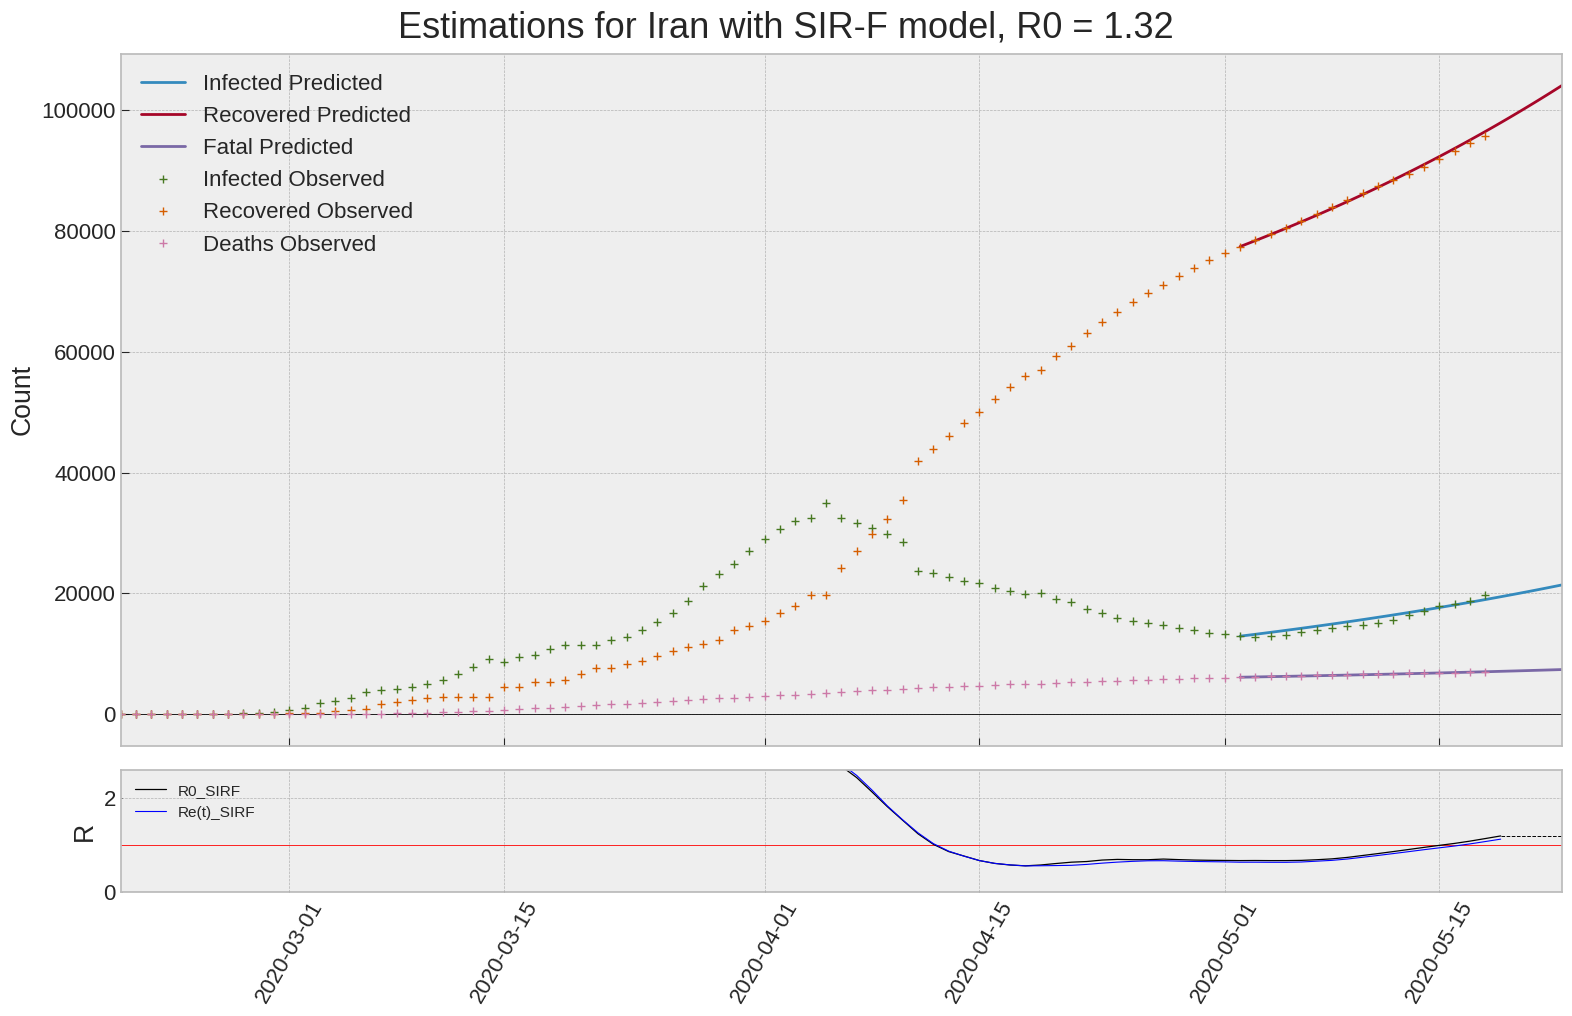 Estimations for Iran with SIR-F model, R0 = 1.32
Infected Predicted
Recovered Predicted
Fatal Predicted
Infected Observed
Recovered Observed
Deaths Observed
100000
80000
60000
40000
20000
0
Count
R0_SIRF
Re(t)_SIRF
2
0
R
2020-03-01
2020-03-15
2020-04-01
2020-04-15
2020-05-01
2020-05-15